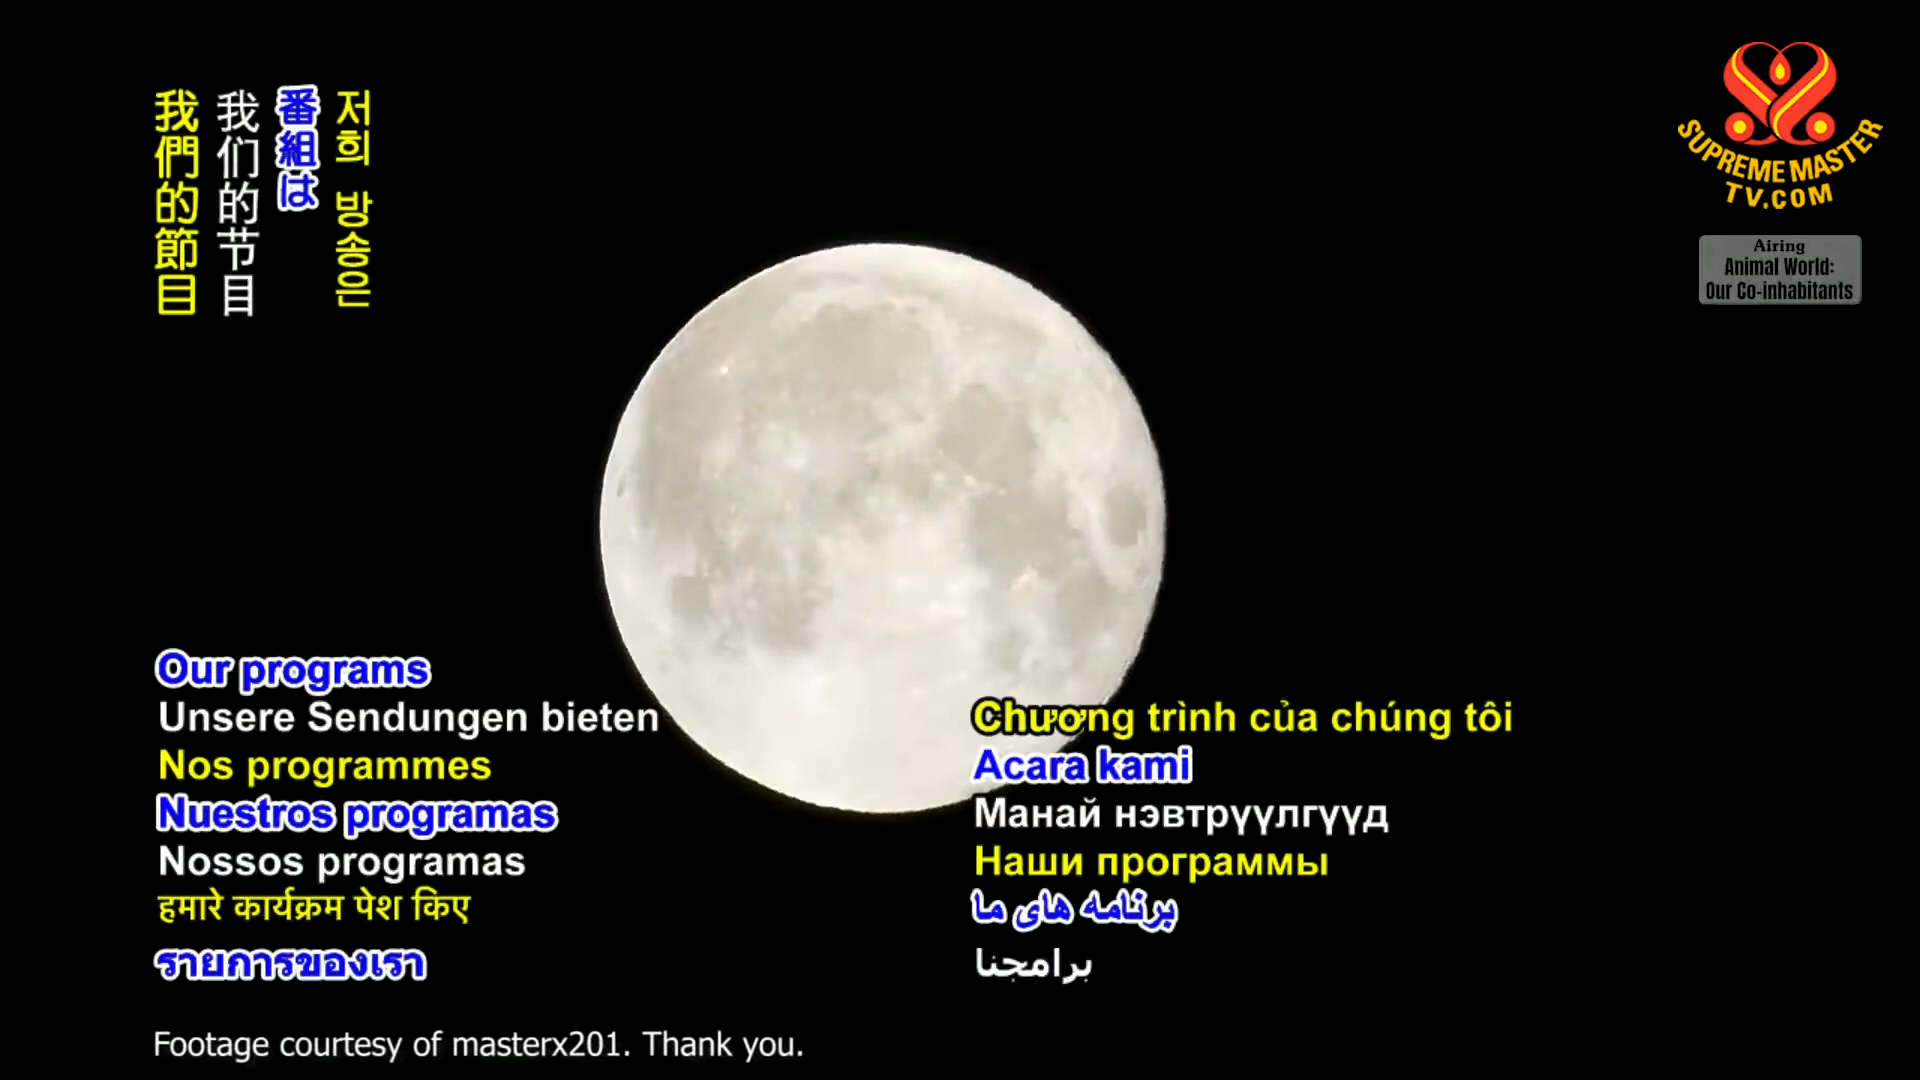 我們的節目
我们的节目
番組は
저희 방송은
SUPREME MASTER
TV.COM
Airing
Animal World:
Our Co-inhabitants
Our programs
Unsere Sendungen bieten
Nos programmes
Nuestros programas
Nossos programas
हमारे कार्यक्रम पेश किए
รายการของเรา
Chương trình của chúng tôi
Acara kami
Манай нэвтрүүлгүүд
Наши программы
برنامه های ما
برامجنا
Footage courtesy of masterx201. Thank you.